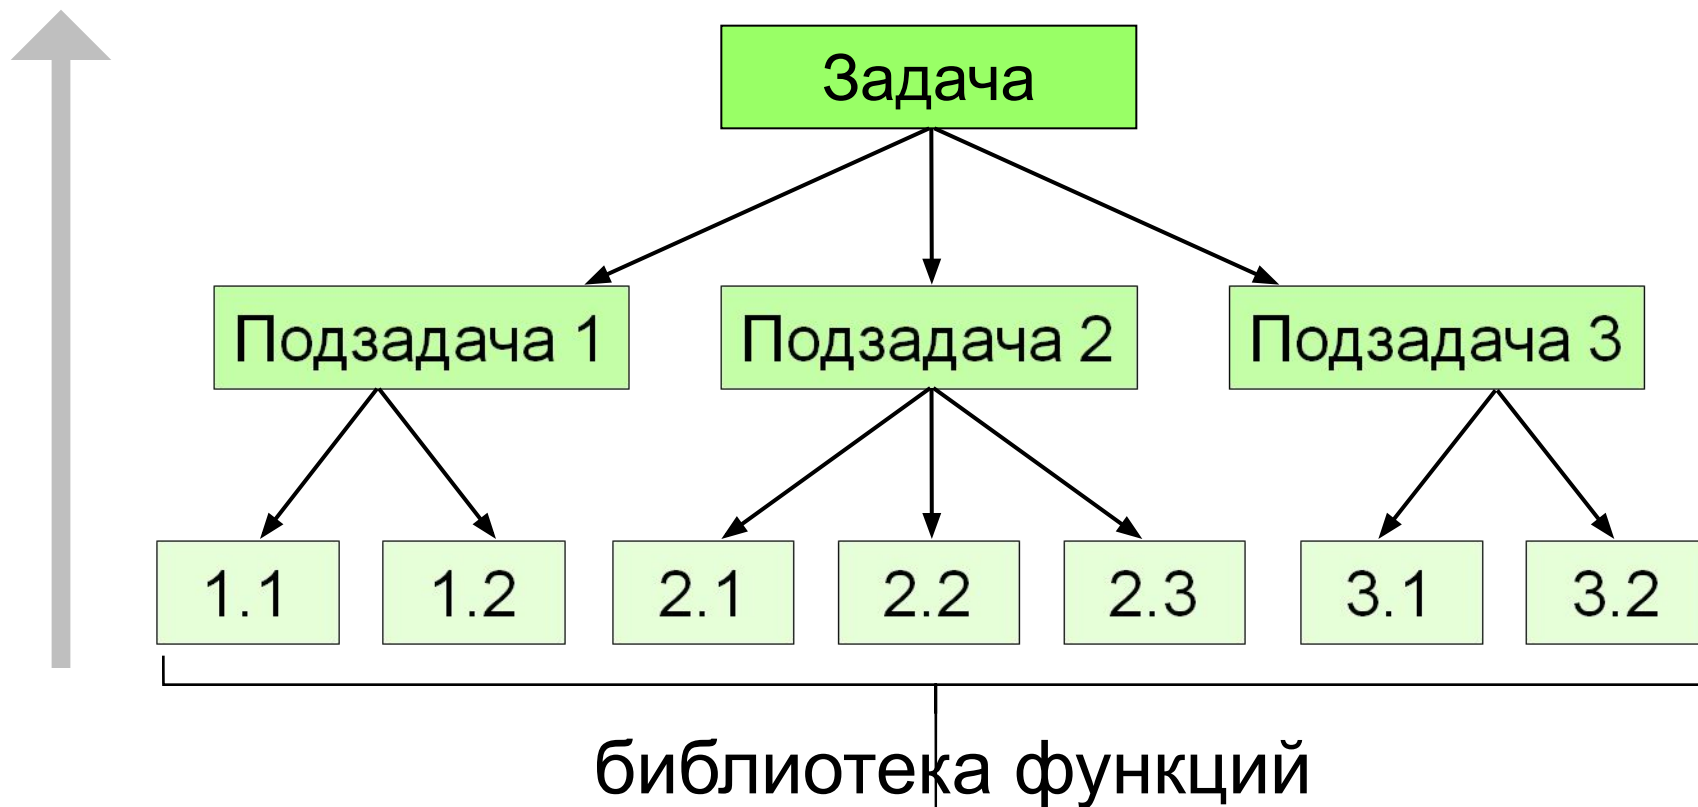 Задача
Подзадача 1 Подзадача 2 Подзадача 3
1.1 1.2 2.1 2.2 2.3 3.1 3.2
библиотека функций